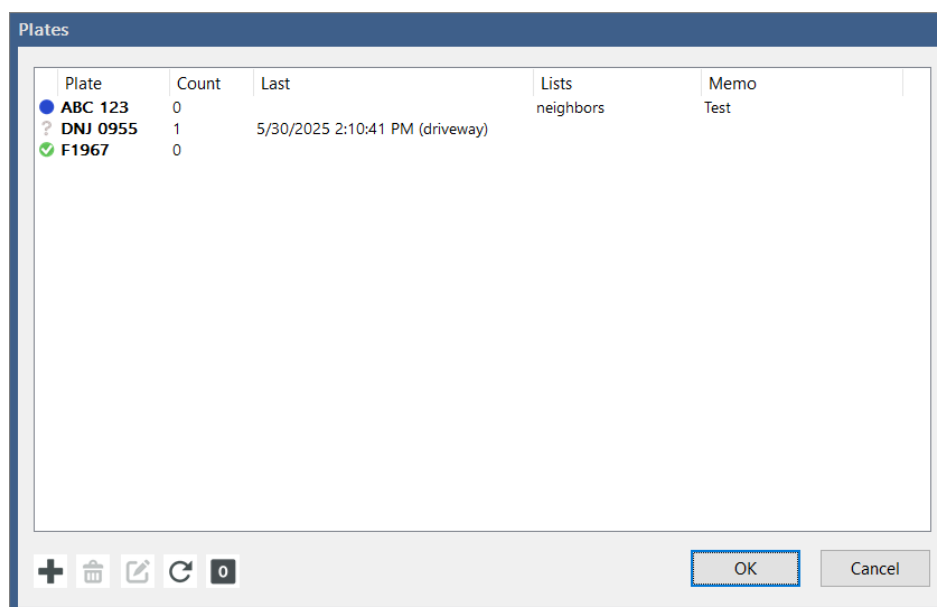 Plates
Plate Count Last Lists Memo
ABC 123 0 neighbors Test
? DNJ 0955 1 5/30/2025 2:10:41 PM (driveway)
F1967 0
0 OK Cancel